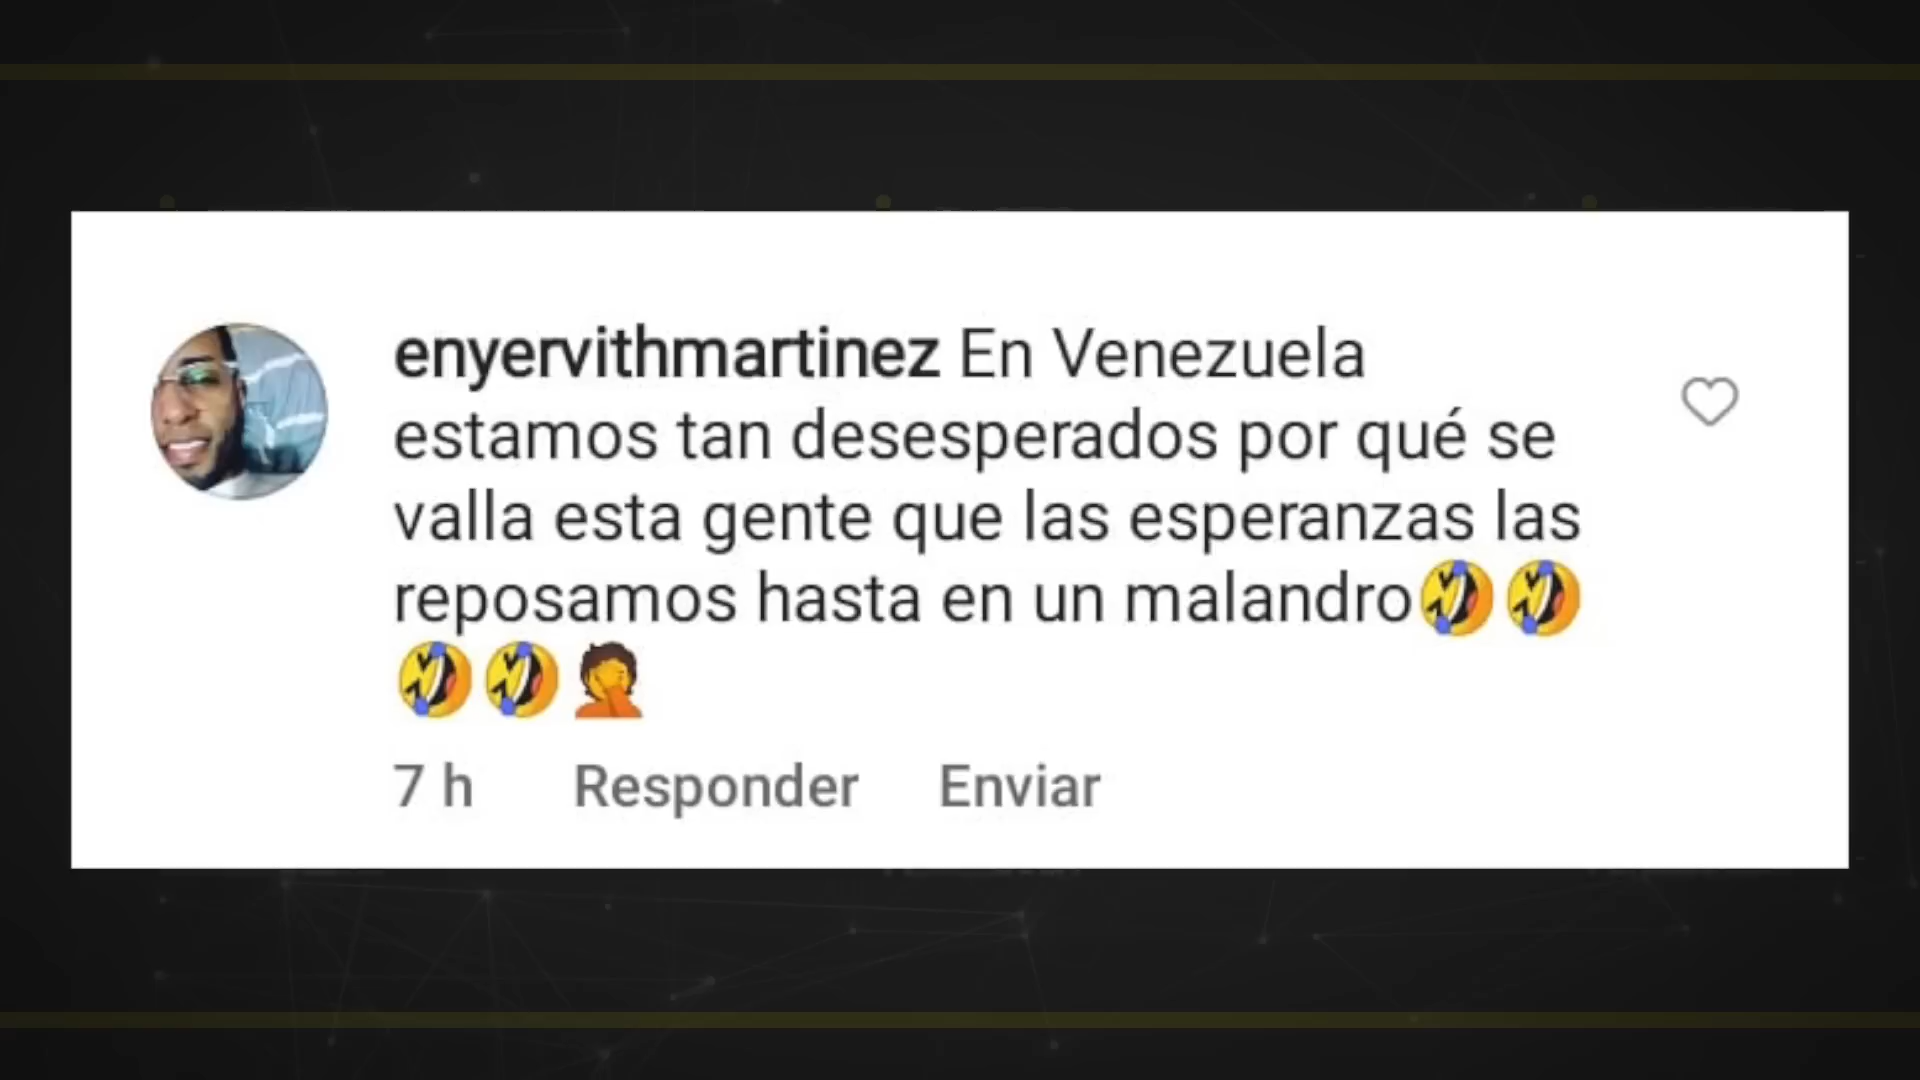 enyervithmartinez En Venezuela
estamos tan desesperados por qué se
valla esta gente que las esperanzas las
reposamos hasta en un malandro🤣🤣
🤣🤣🤦
7 h Responder Enviar